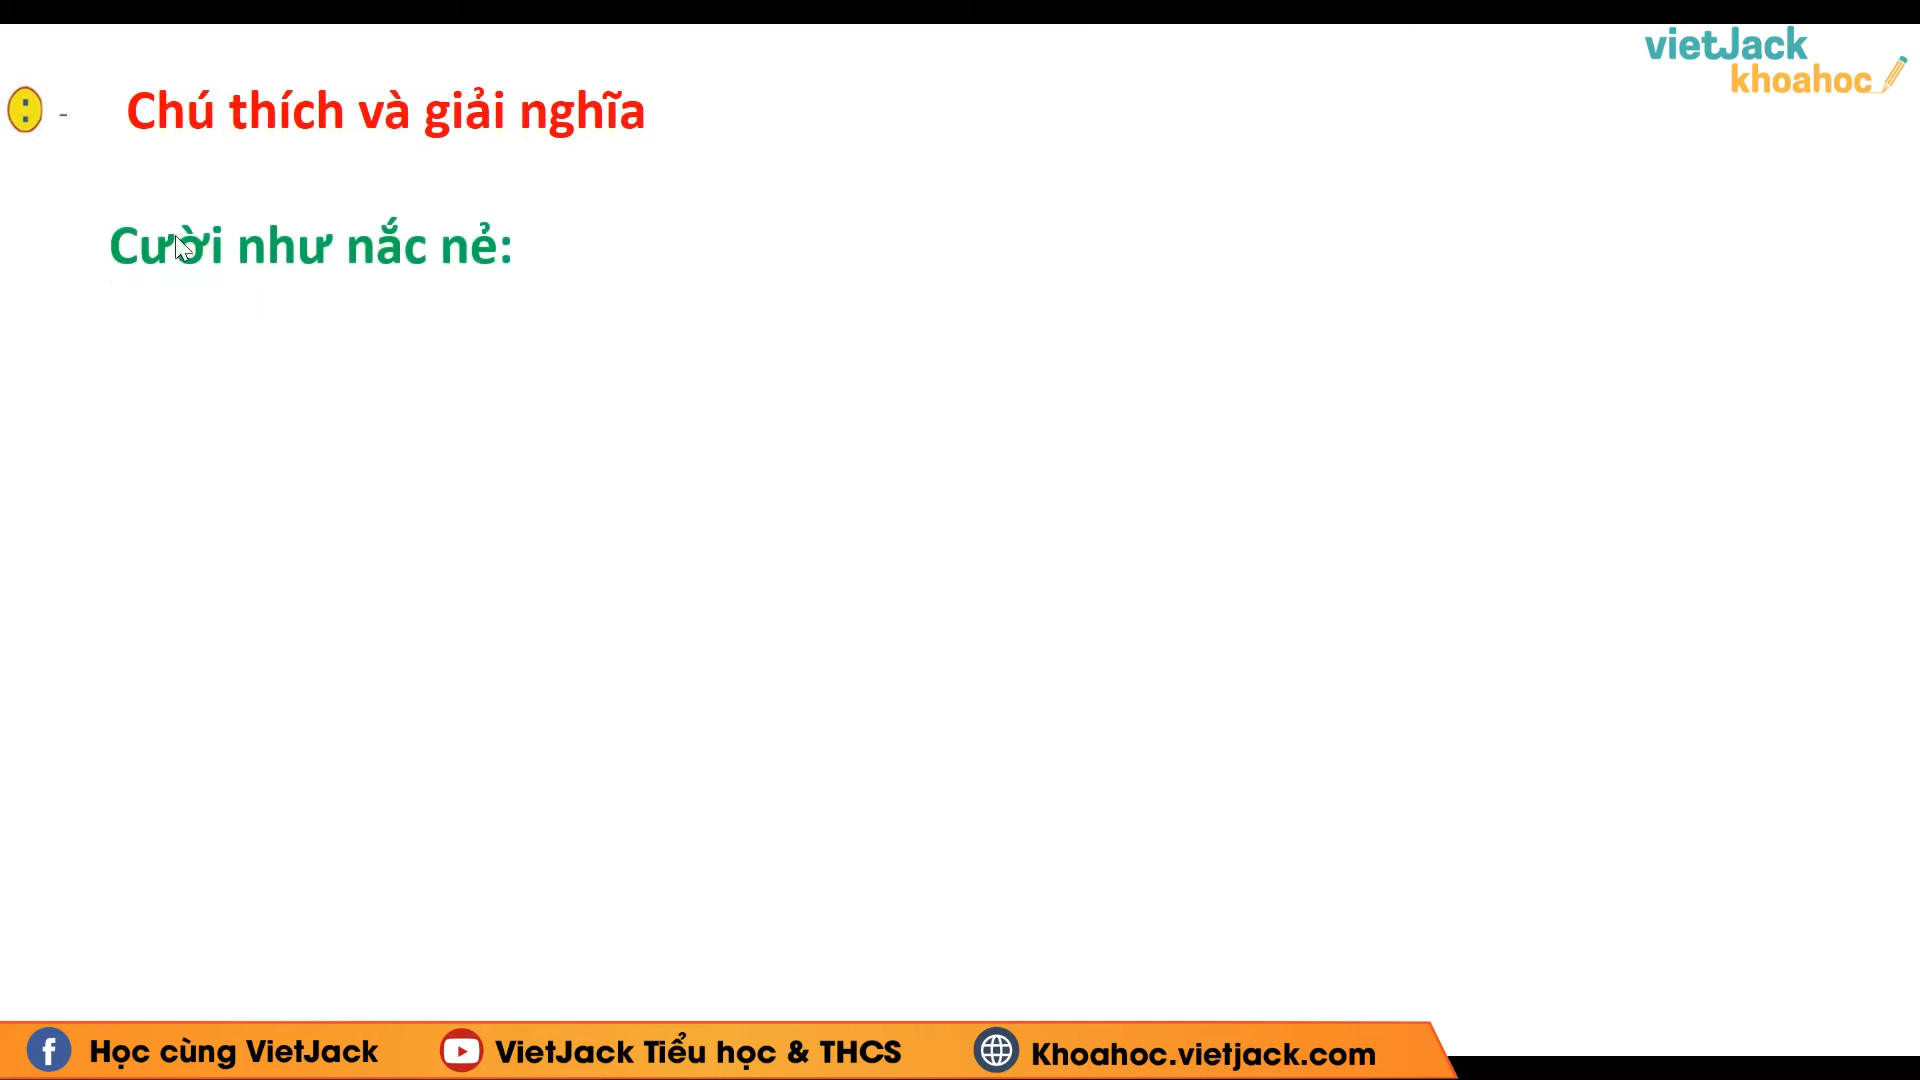 vietJack
khoahoc
- Chú thích và giải nghĩa
Cười như nắc nẻ:
Học cùng VietJack
VietJack Tiểu học & THCS
Khoahoc.vietjack.com